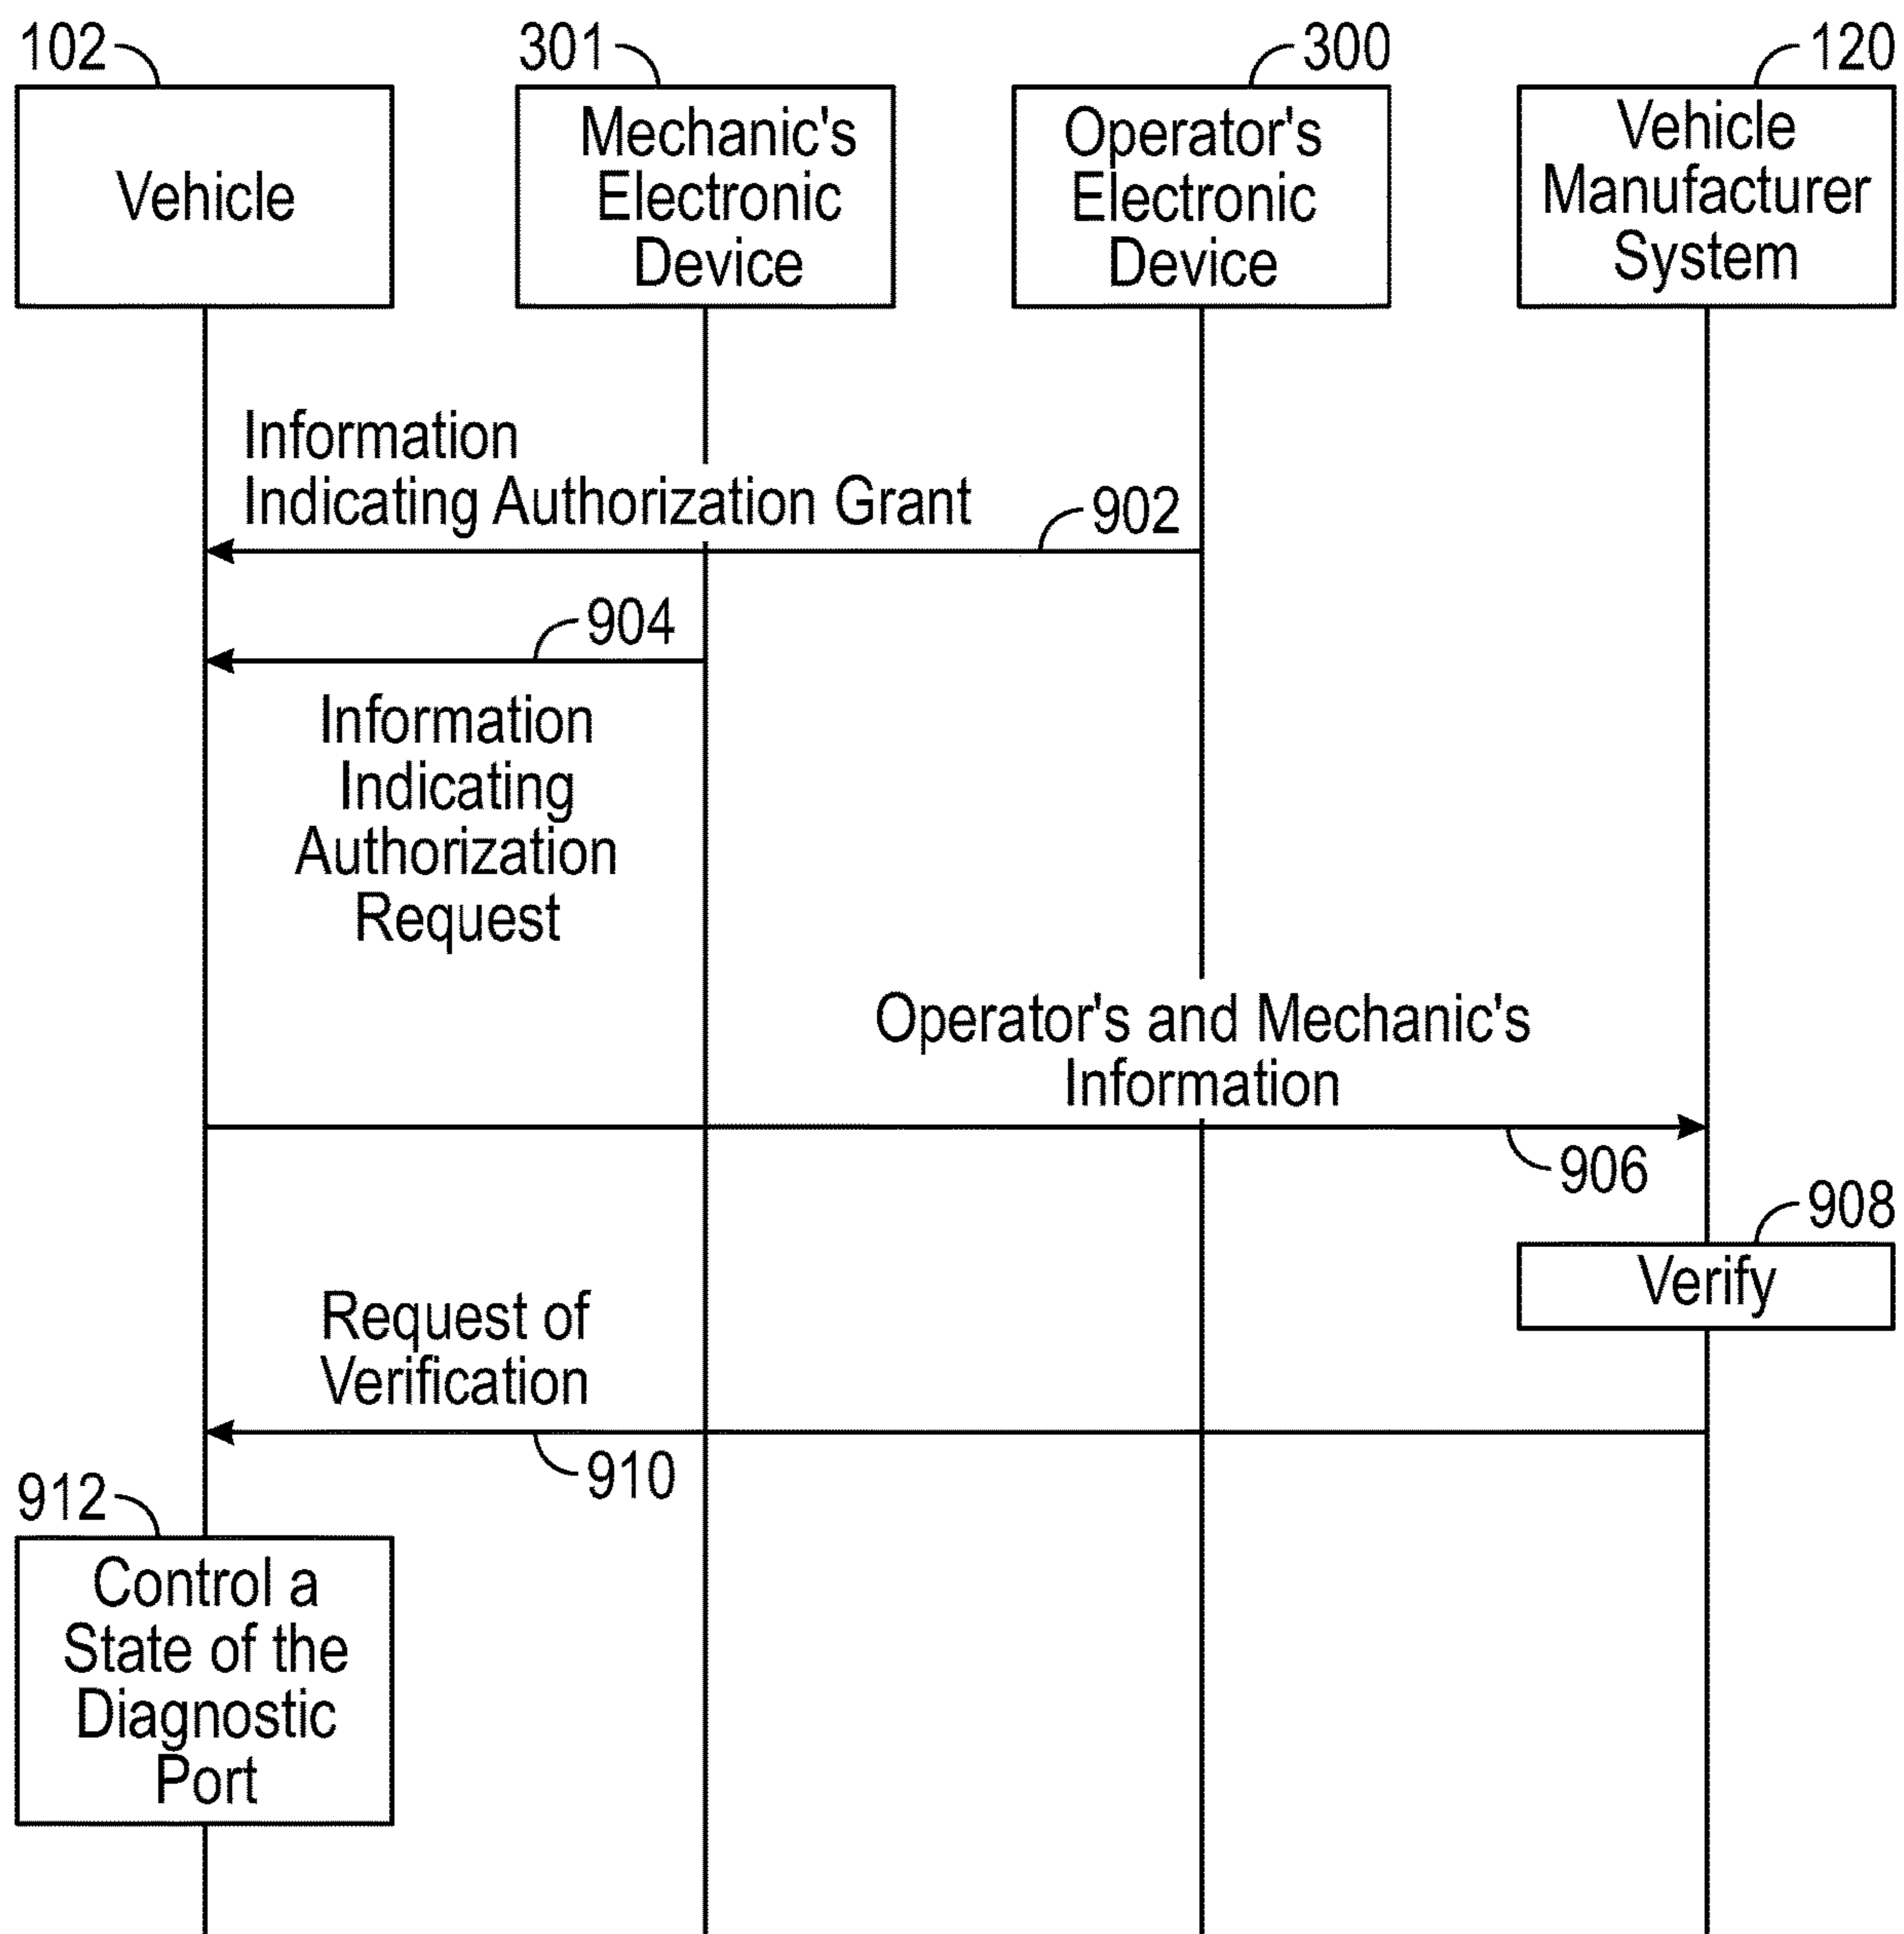 102
301
300
120
Vehicle
Mechanic's
Electronic
Device
Operator's
Electronic
Device
Vehicle
Manufacturer
System
Information
Indicating Authorization Grant
902
904
Information
Indicating
Authorization
Request
Operator's and Mechanic's
Information
906
908
Verify
Request of
Verification
910
912
Control a
State of the
Diagnostic
Port